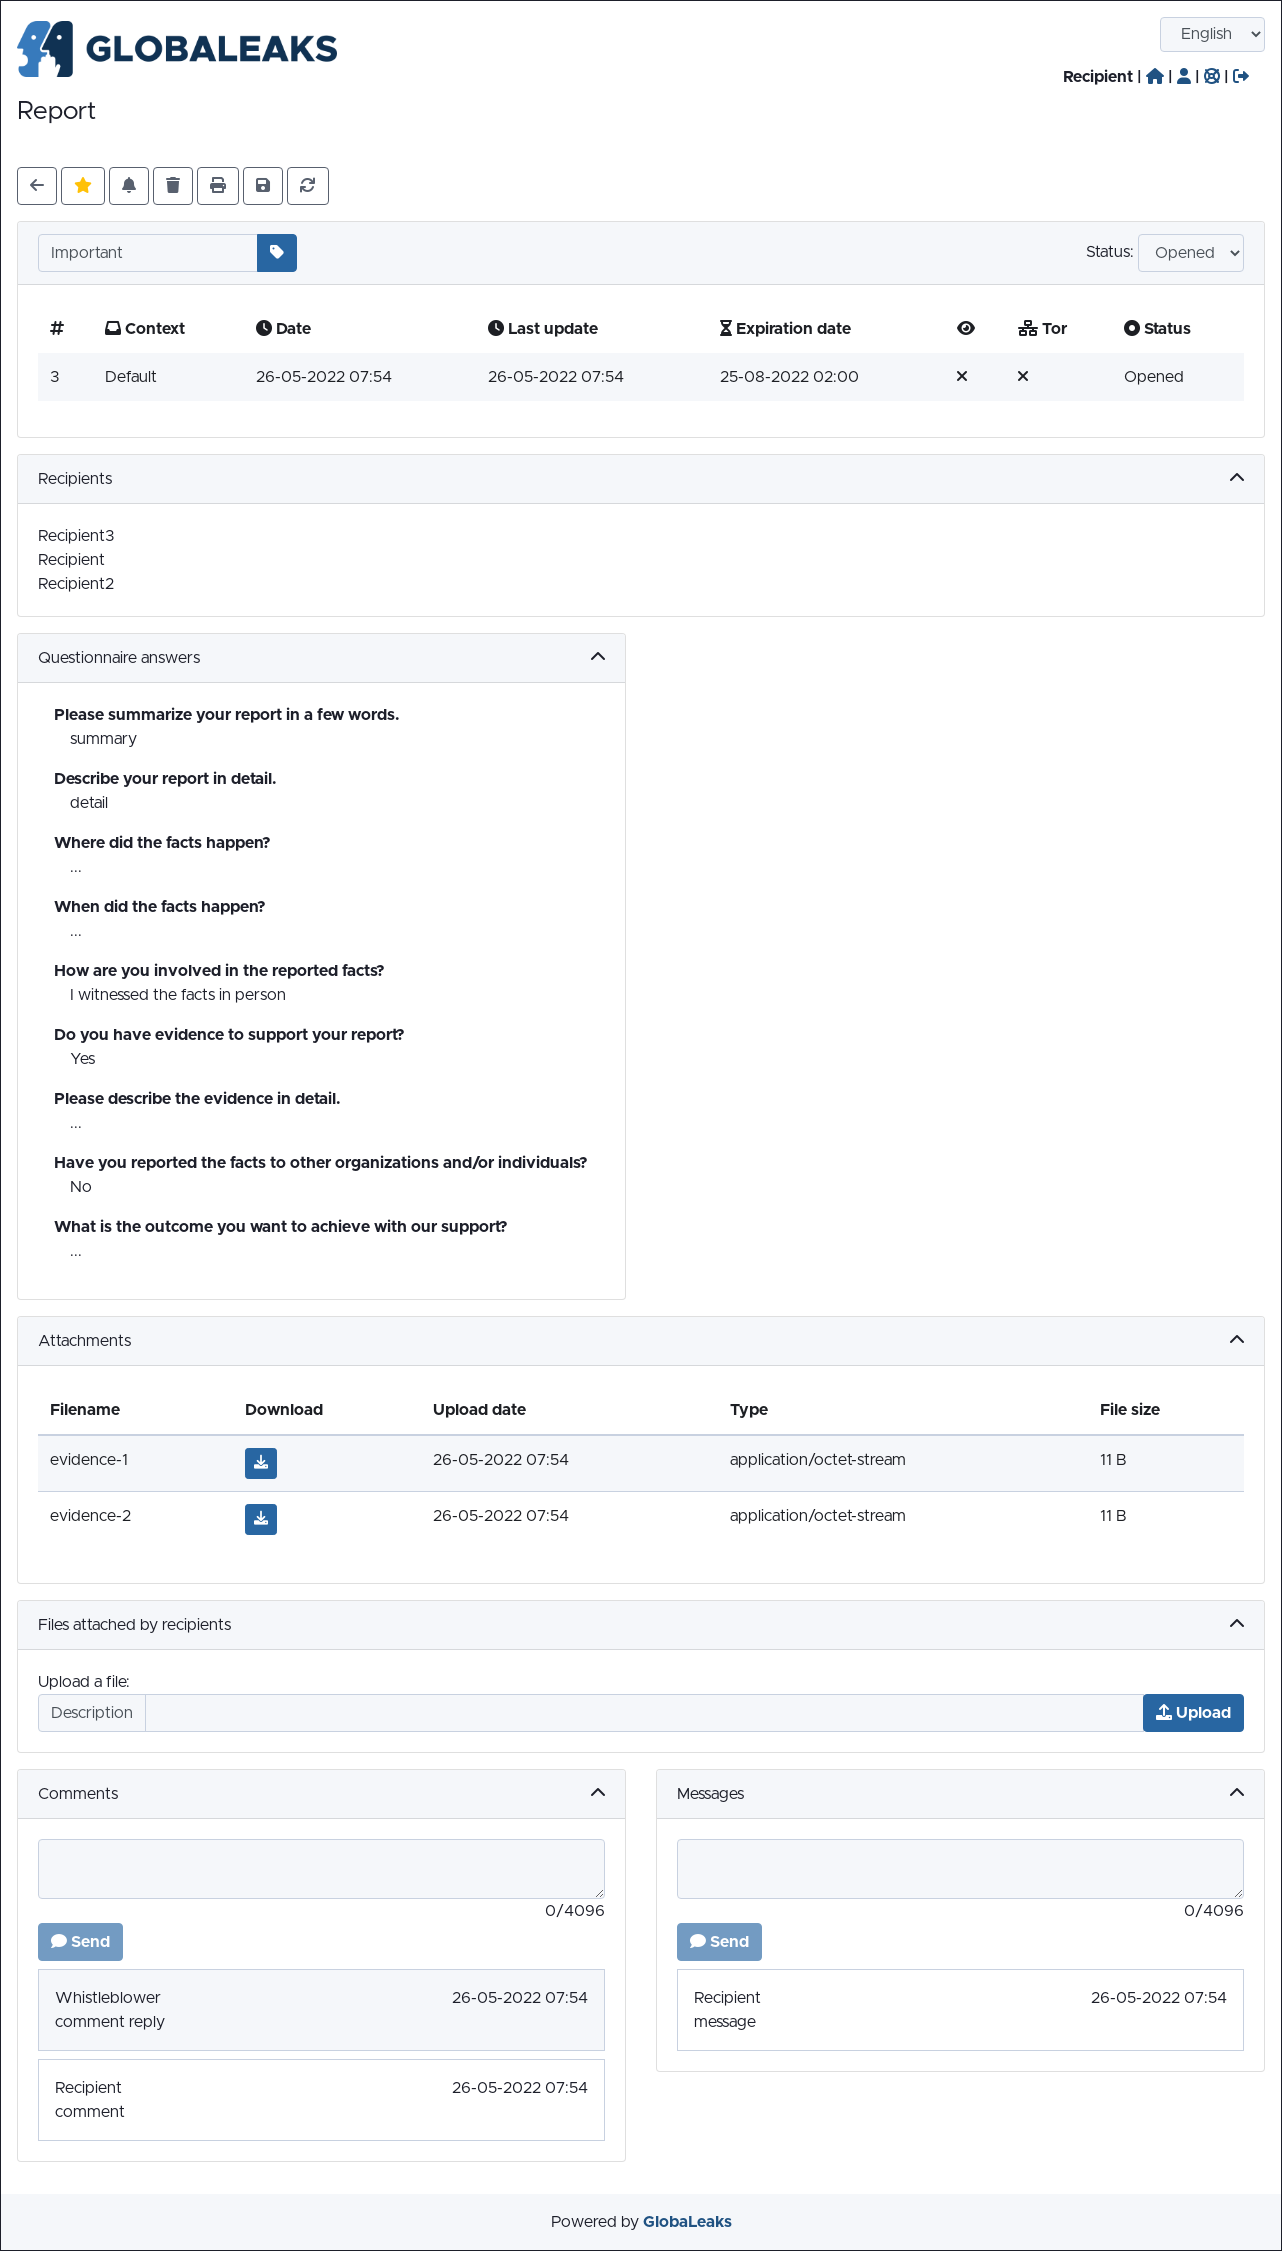 GLOBALEAKS
English
Recipient | | | |
Report
Important
Status: Opened
# Context Date Last update Expiration date Tor Status
3 Default 26-05-2022 07:54 26-05-2022 07:54 25-08-2022 02:00 Opened
Recipients
Recipient3
Recipient
Recipient2
Questionnaire answers
Please summarize your report in a few words.
summary
Describe your report in detail.
detail
Where did the facts happen?
...
When did the facts happen?
...
How are you involved in the reported facts?
I witnessed the facts in person
Do you have evidence to support your report?
Yes
Please describe the evidence in detail.
...
Have you reported the facts to other organizations and/or individuals?
No
What is the outcome you want to achieve with our support?
...
Attachments
Filename Download Upload date Type File size
evidence-1 26-05-2022 07:54 application/octet-stream 11 B
evidence-2 26-05-2022 07:54 application/octet-stream 11 B
Files attached by recipients
Upload a file:
Description Upload
Comments
0/4096
Send
Whistleblower 26-05-2022 07:54
comment reply
Recipient 26-05-2022 07:54
comment
Messages
0/4096
Send
Recipient 26-05-2022 07:54
message
Powered by GlobaLeaks